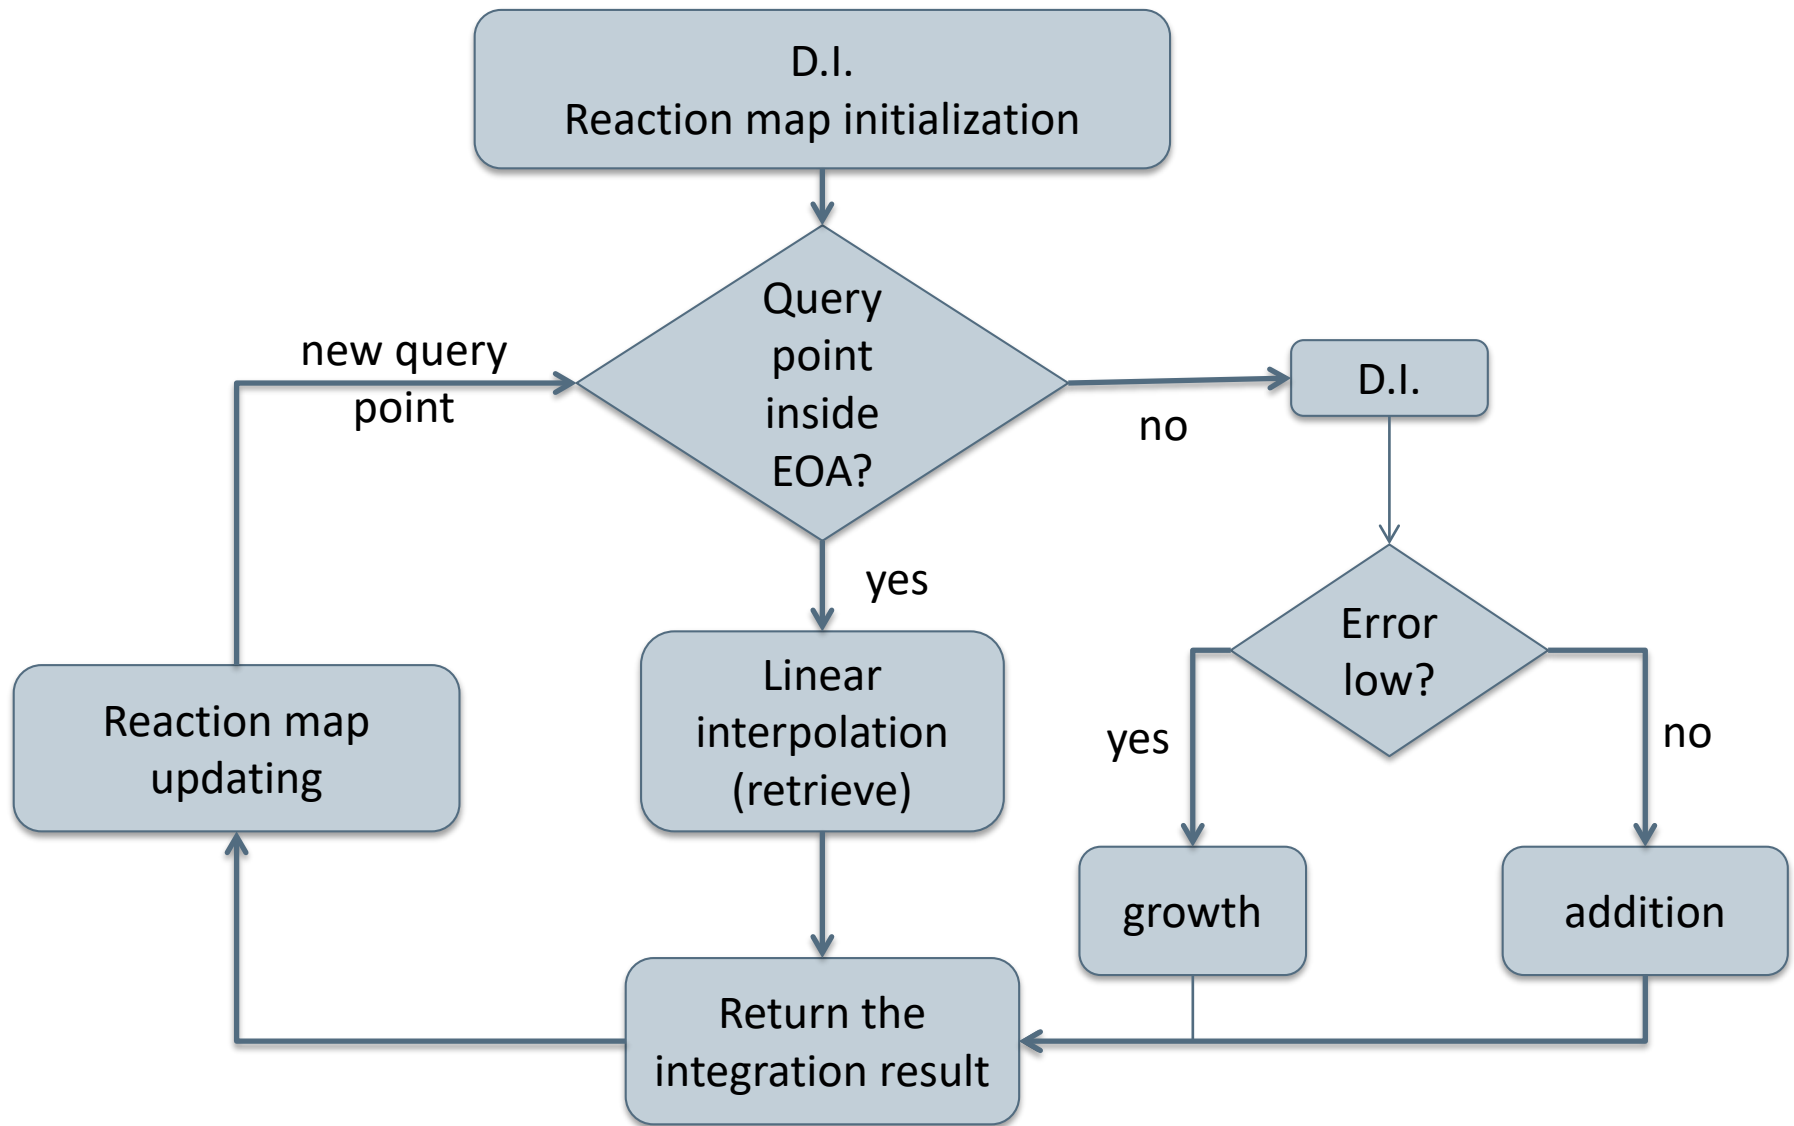 D.I.
Reaction map initialization
Query
point
inside
EOA?
new query
point
no
D.I.
yes
Error
low?
Linear
interpolation
(retrieve)
Reaction map
updating
yes
no
growth
addition
Return the
integration result